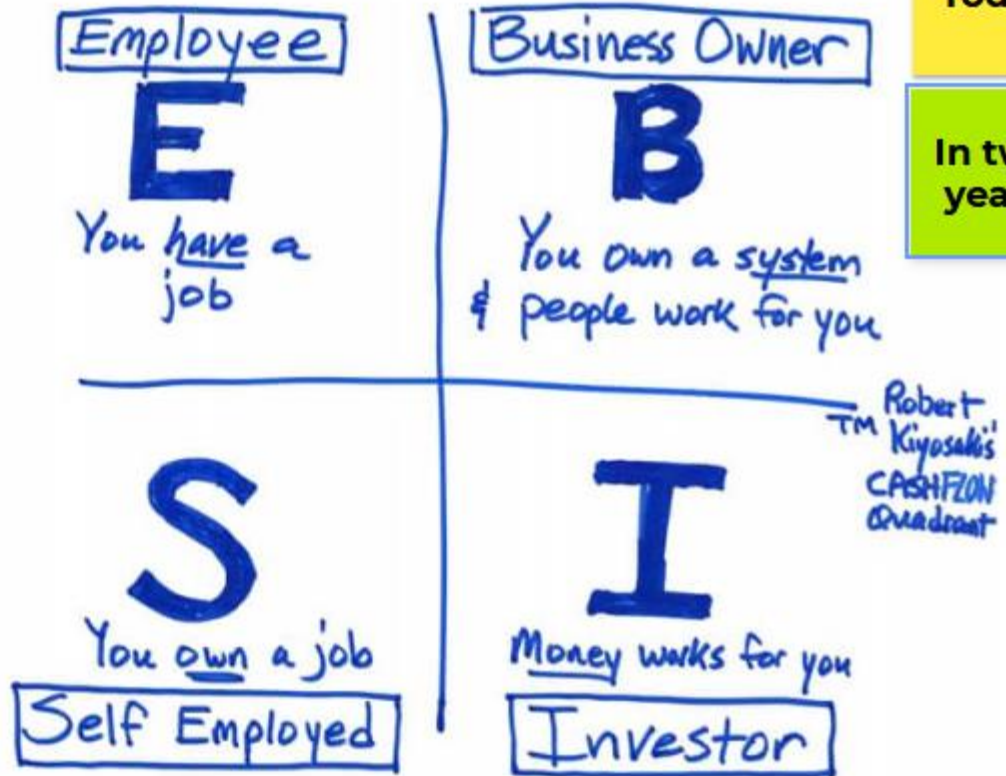 Employee
E
You have a
job
Business Owner
B
You own a system
& people work for you
S
You own a job
Self Employed
I
Money works for you
Investor
TM Robert
Kiyosaki's
CASHFLOW
Quadrant
In
yea